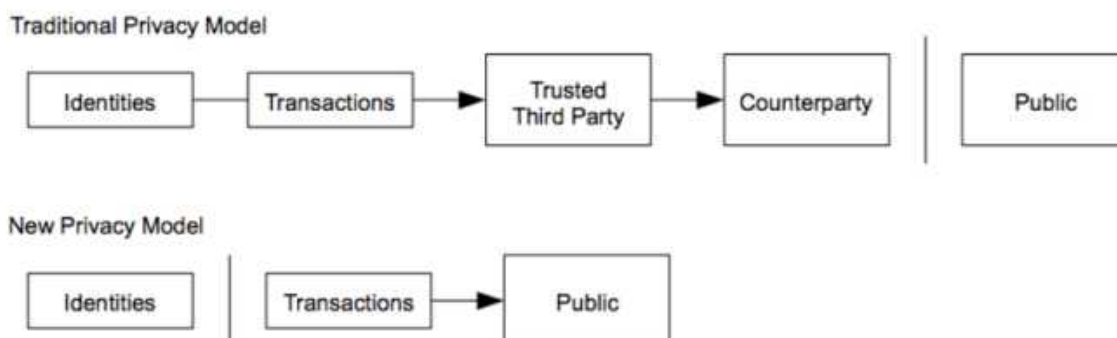 Traditional Privacy Model
Identities
Transactions
Trusted
Third Party
Counterparty
Public
New Privacy Model
Identities
Transactions
Public